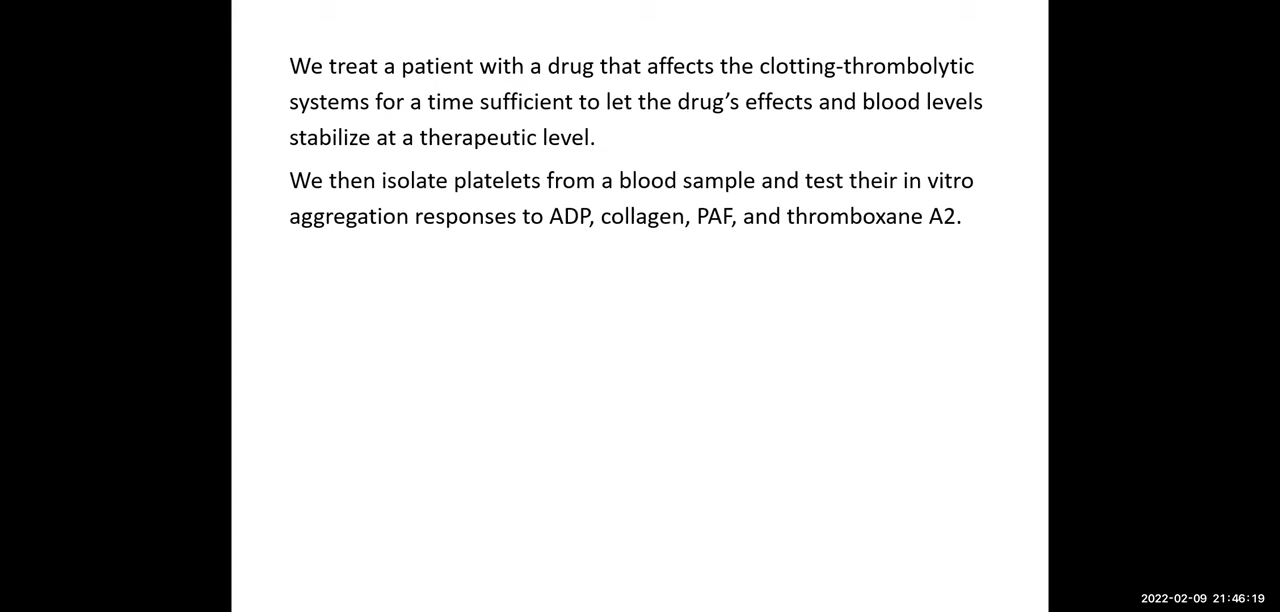 We treat a patient with a drug that affects the clotting-thrombolytic
systems for a time sufficient to let the drug’s effects and blood levels
stabilize at a therapeutic level.
We then isolate platelets from a blood sample and test their in vitro
aggregation responses to ADP, collagen, PAF, and thromboxane A2.
2022-02-09 21:46:19